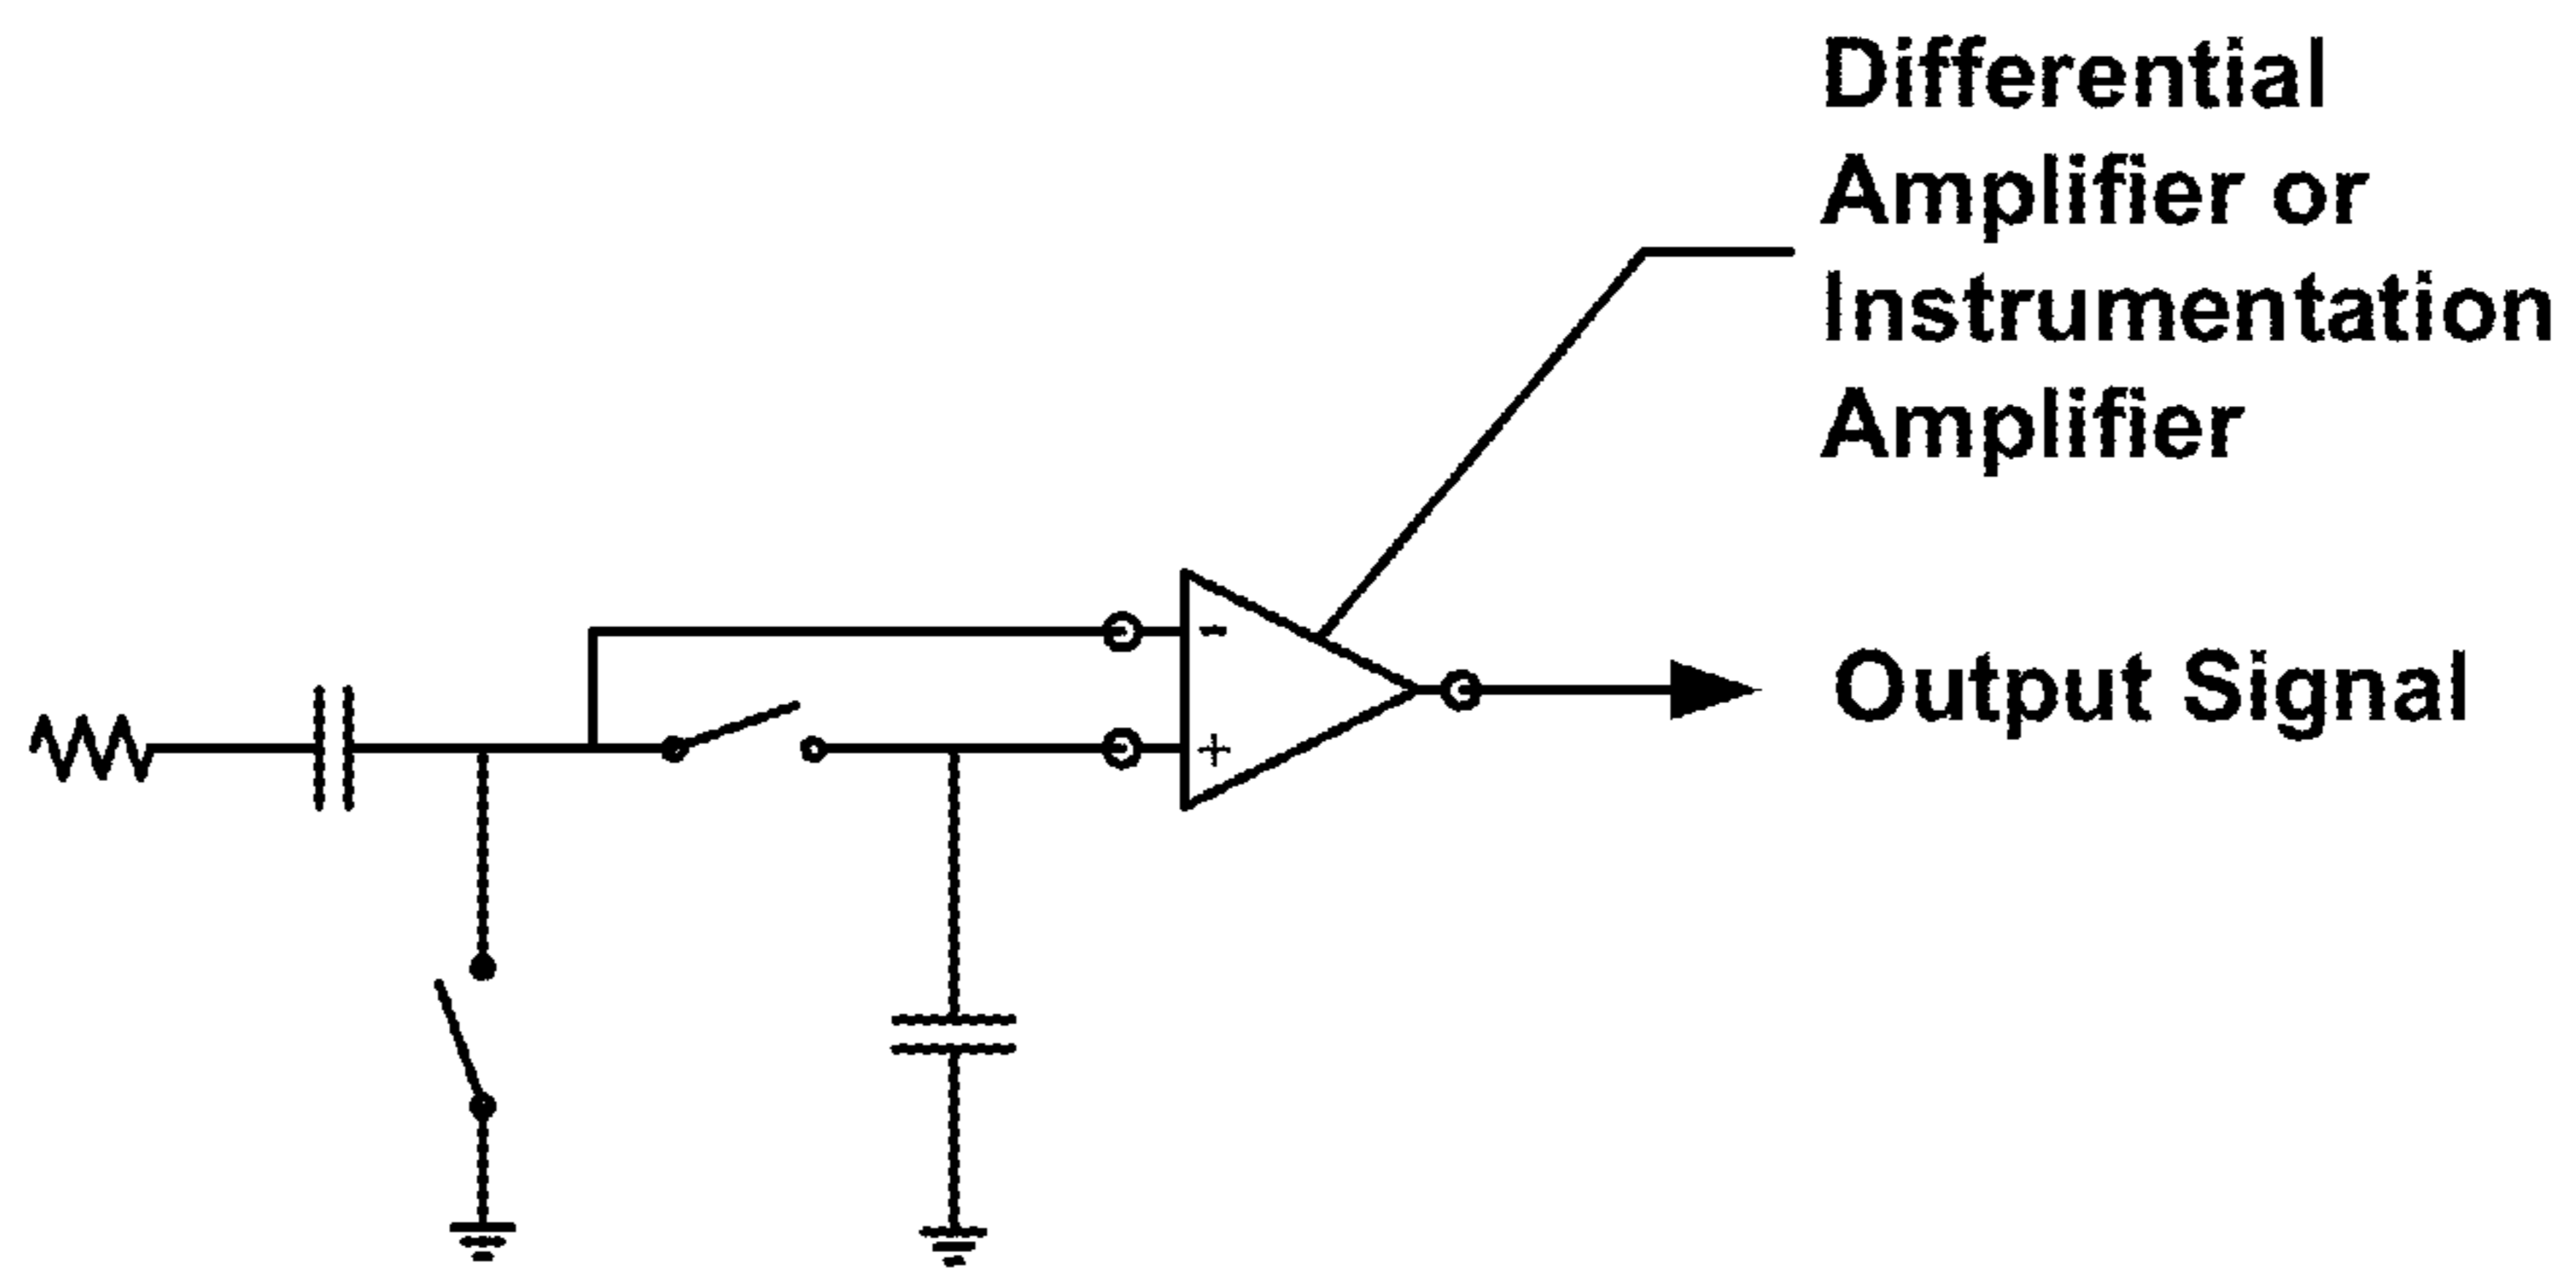 Differential
Amplifier or
Instrumentation
Amplifier
-
+
Output Signal